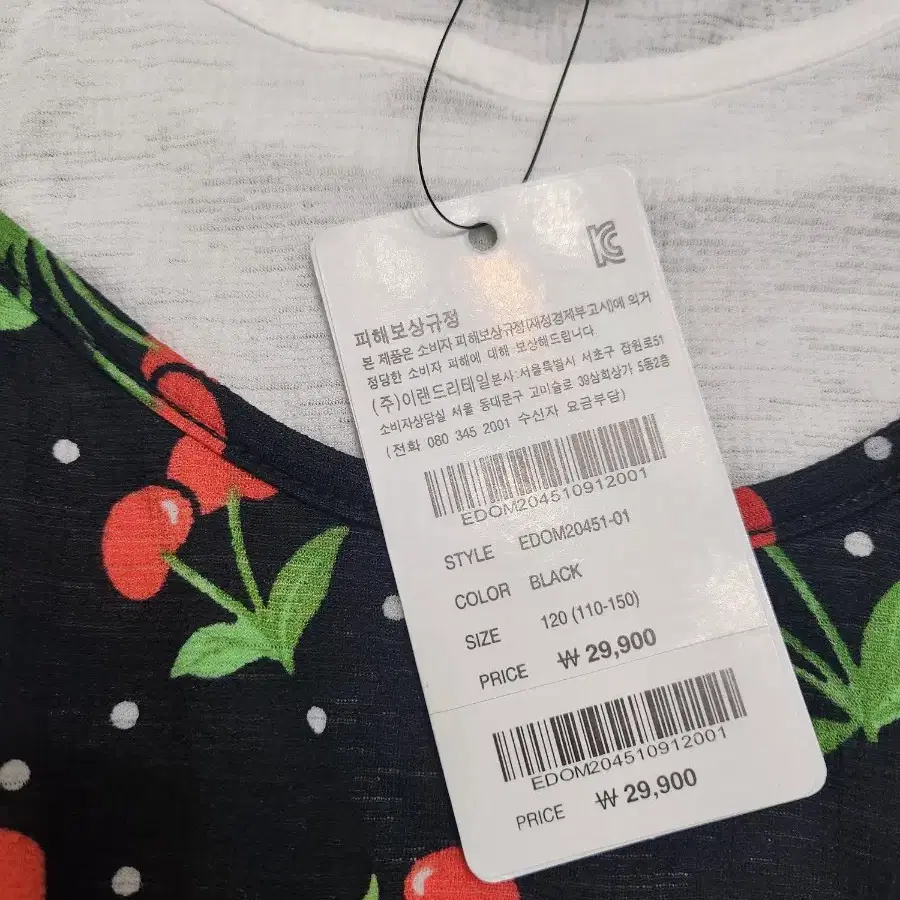 피해보상규정
본 제품은 소비자 피해보상규정(재정경제부고시)에 의거
정당한 소비자 피해에 대해 보상해드립니다
(주)이랜드리테일본사:서울특별시 서초구 잠원로51
소비자상담실 서울 동대문구 고미술로 39삼희상가 5동2층
(전화 080 345 2001 수신자 요금부담)
EDOM204510912001
STYLE EDOM20451-01
COLOR BLACK
SIZE 120 (110-150)
PRICE ₩ 29,900
EDOM204510912001
PRICE ₩ 29,900